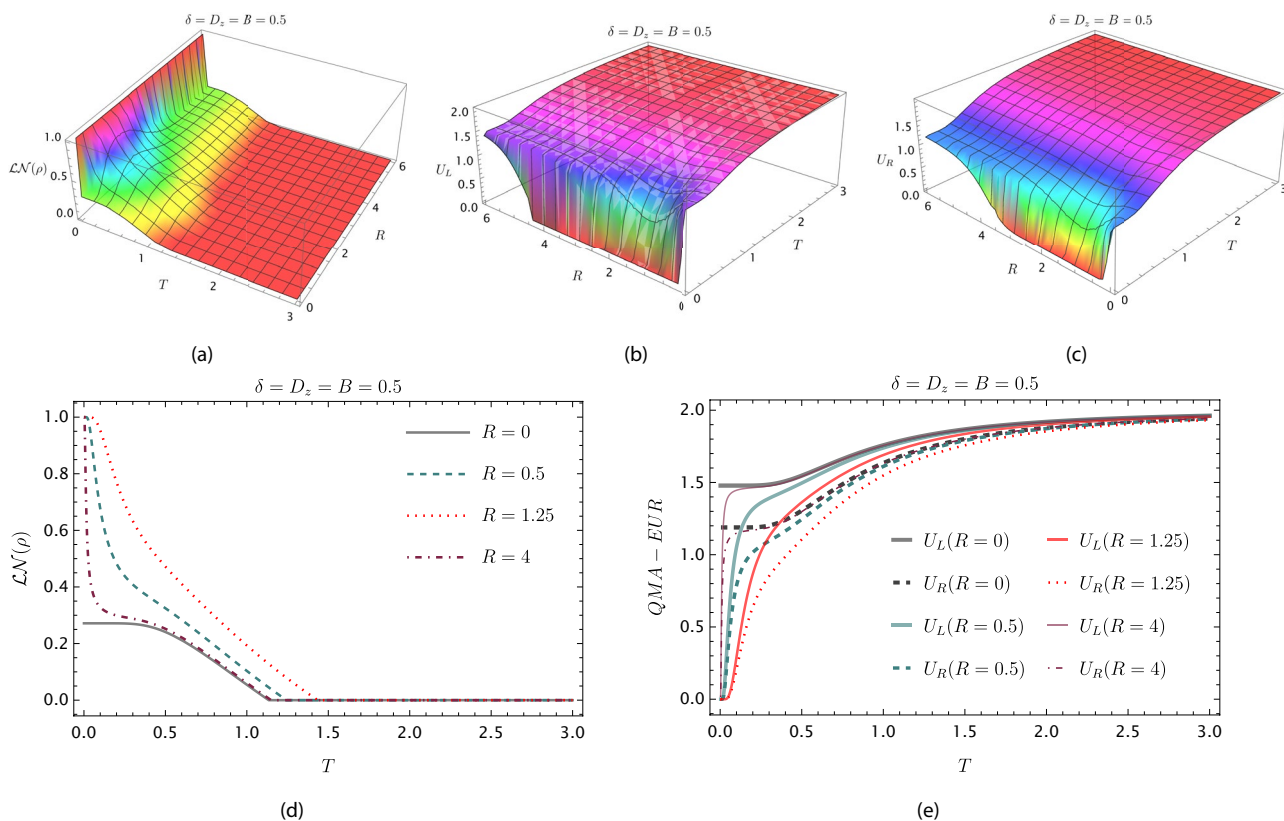 δ = D_z = B = 0.5
1.0
0.5
0.0
ℒ𝒩(ρ)
0
1
2
3
T
0
2
4
6
R
(a)
δ = D_z = B = 0.5
2.0
1.5
1.0
0.5
0.0
U_L
6
4
2
0
R
0
1
2
3
T
(b)
δ = D_z = B = 0.5
1.5
1.0
0.5
0.0
U_R
6
4
2
0
R
0
1
2
3
T
(c)
δ = D_z = B = 0.5
1.0
0.8
0.6
0.4
0.2
0.0
ℒ𝒩(ρ)
R = 0
R = 0.5
R = 1.25
R = 4
0.0 0.5 1.0 1.5 2.0 2.5 3.0
T
(d)
δ = D_z = B = 0.5
2.0
1.5
1.0
0.5
0.0
QMA − EUR
U_L(R = 0) U_L(R = 1.25)
U_R(R = 0) U_R(R = 1.25)
U_L(R = 0.5) U_L(R = 4)
U_R(R = 0.5) U_R(R = 4)
0.0 0.5 1.0 1.5 2.0 2.5 3.0
T
(e)